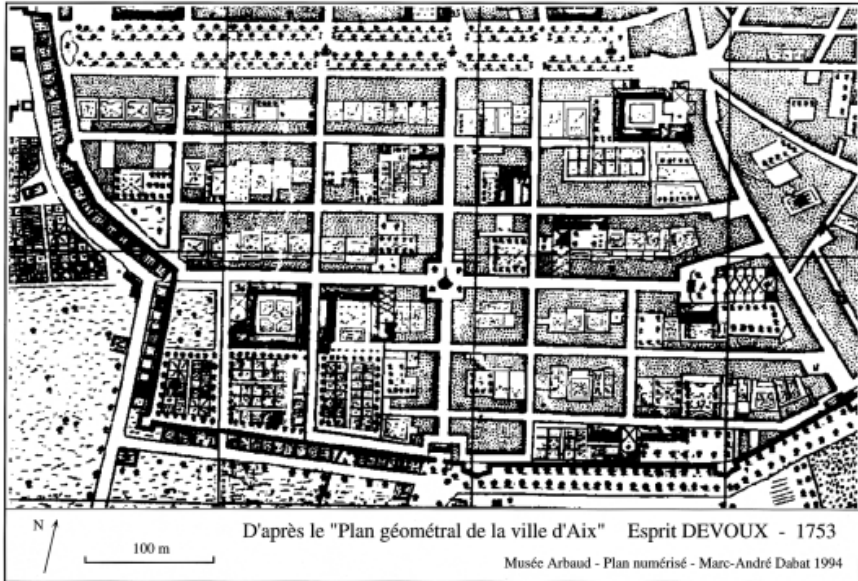 N
100 m
D'après le "Plan géométral de la ville d'Aix" Esprit DEVOUX - 1753
Musée Arbaud - Plan numérisé - Marc-André Dabat 1994